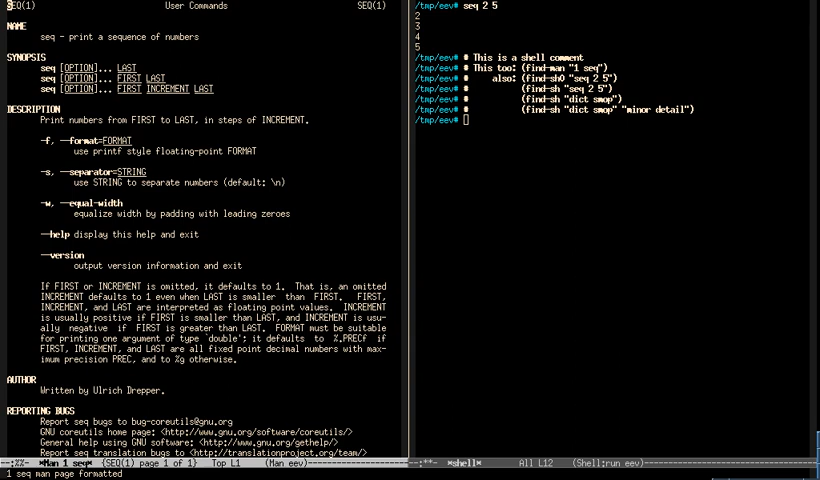 SEQ(1) User Commands SEQ(1)
NAME
seq - print a sequence of numbers
SYNOPSIS
seq [OPTION]... LAST
seq [OPTION]... FIRST LAST
seq [OPTION]... FIRST INCREMENT LAST
DESCRIPTION
Print numbers from FIRST to LAST, in steps of INCREMENT.
-f, --format=FORMAT
use printf style floating-point FORMAT
-s, --separator=STRING
use STRING to separate numbers (default: \n)
-w, --equal-width
equalize width by padding with leading zeroes
--help display this help and exit
--version
output version information and exit
If FIRST or INCREMENT is omitted, it defaults to 1. That is, an omitted
INCREMENT defaults to 1 even when LAST is smaller than FIRST. FIRST,
INCREMENT, and LAST are interpreted as floating point values. INCREMENT
is usually positive if FIRST is smaller than LAST, and INCREMENT is usu-
ally negative if FIRST is greater than LAST. FORMAT must be suitable
for printing one argument of type `double'; it defaults to %.PRECf if
FIRST, INCREMENT, and LAST are all fixed point decimal numbers with max-
imum precision PREC, and to %g otherwise.
AUTHOR
Written by Ulrich Drepper.
REPORTING BUGS
Report seq bugs to bug-coreutils@gnu.org
GNU coreutils home page: <http://www.gnu.org/software/coreutils/>
General help using GNU software: <http://www.gnu.org/gethelp/>
Report seq translation bugs to <http://translationproject.org/team/>
--:%%- *Man 1 seq* {SEQ(1) page 1 of 1} Top L1 (Man eev)
1 seq man page formatted
/tmp/eev# seq 2 5
2
3
4
5
/tmp/eev# # This is a shell comment
/tmp/eev# # This too: (find-man "1 seq")
/tmp/eev# # also: (find-sh0 "seq 2 5")
/tmp/eev# # (find-sh "seq 2 5")
/tmp/eev# # (find-sh "dict smop")
/tmp/eev# # (find-sh "dict smop" "minor detail")
/tmp/eev#
--:**- *shell* All L12 (Shell:run eev)